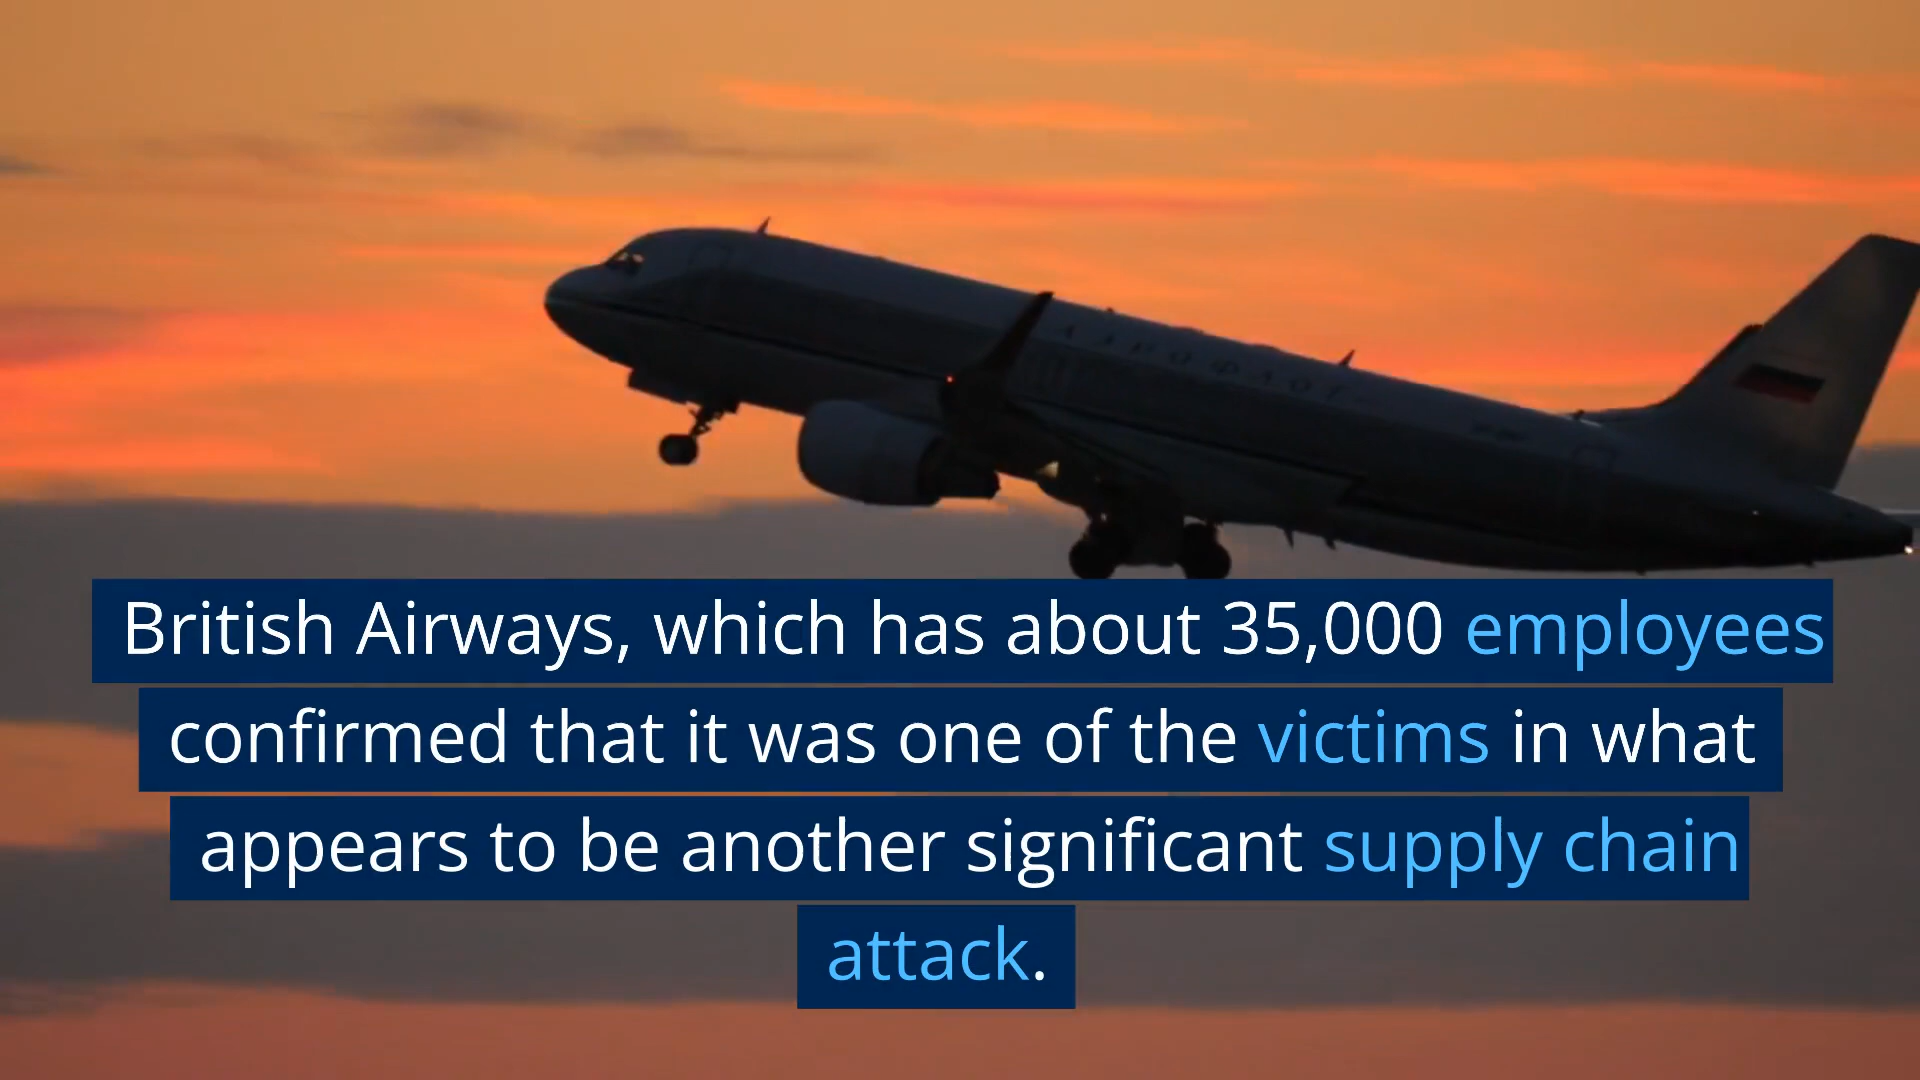 АЭРОФЛОТ
British Airways, which has about 35,000 employees
confirmed that it was one of the victims in what
appears to be another significant supply chain
attack.